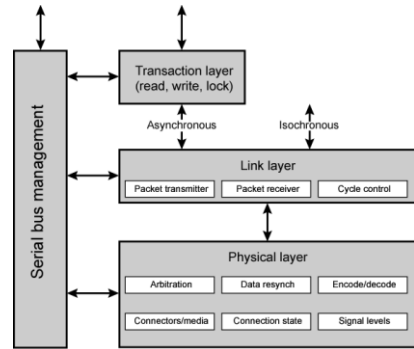 Serial bus management
Transaction layer
(read, write, lock)
Asynchronous
Isochronous
Link layer
Packet transmitter
Packet receiver
Cycle control
Physical layer
Arbitration
Data resynch
Encode/decode
Connectors/media
Connection state
Signal levels